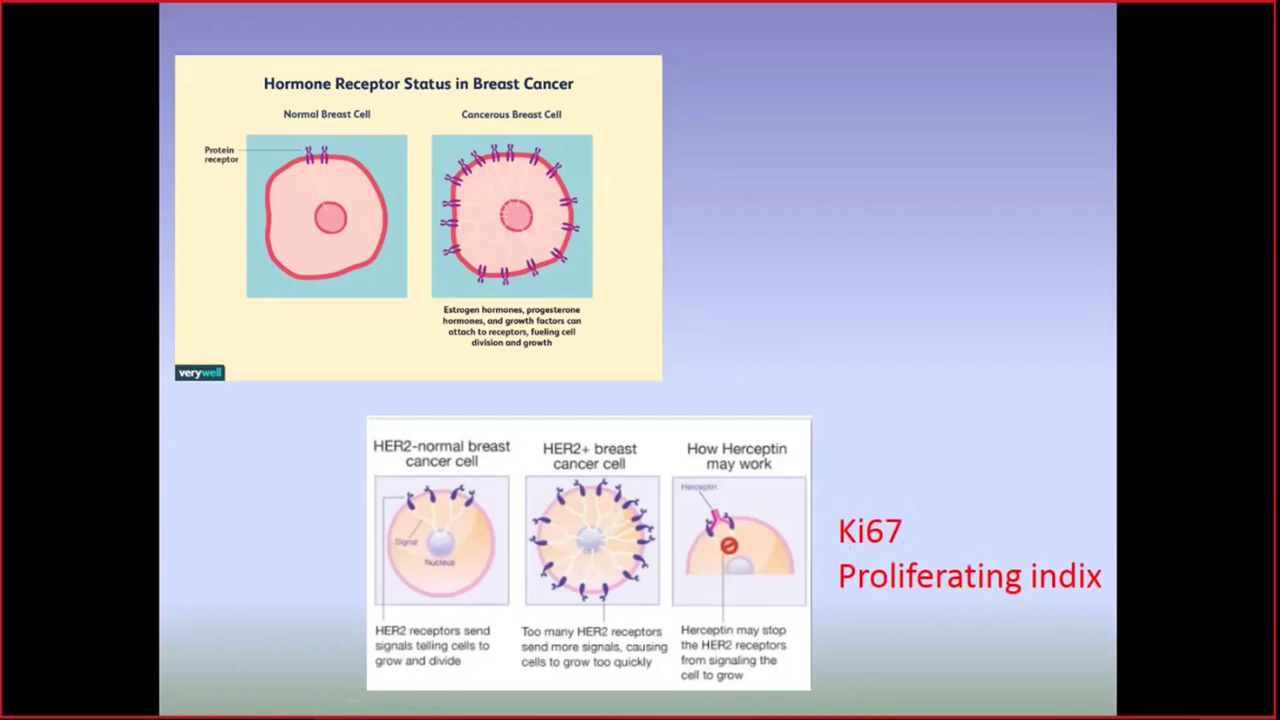 Hormone Receptor Status in Breast Cancer
Normal Breast Cell
Cancerous Breast Cell
Protein
receptor
Estrogen hormones, progesterone
hormones, and growth factors can
attach to receptors, fueling cell
division and growth
verywell
HER2-normal breast
cancer cell
Signal
Nucleus
HER2 receptors send
signals telling cells to
grow and divide
HER2+ breast
cancer cell
Too many HER2 receptors
send more signals, causing
cells to grow too quickly
How Herceptin
may work
Herceptin
Herceptin may stop
the HER2 receptors
from signaling the
cell to grow
Ki67
Proliferating indix